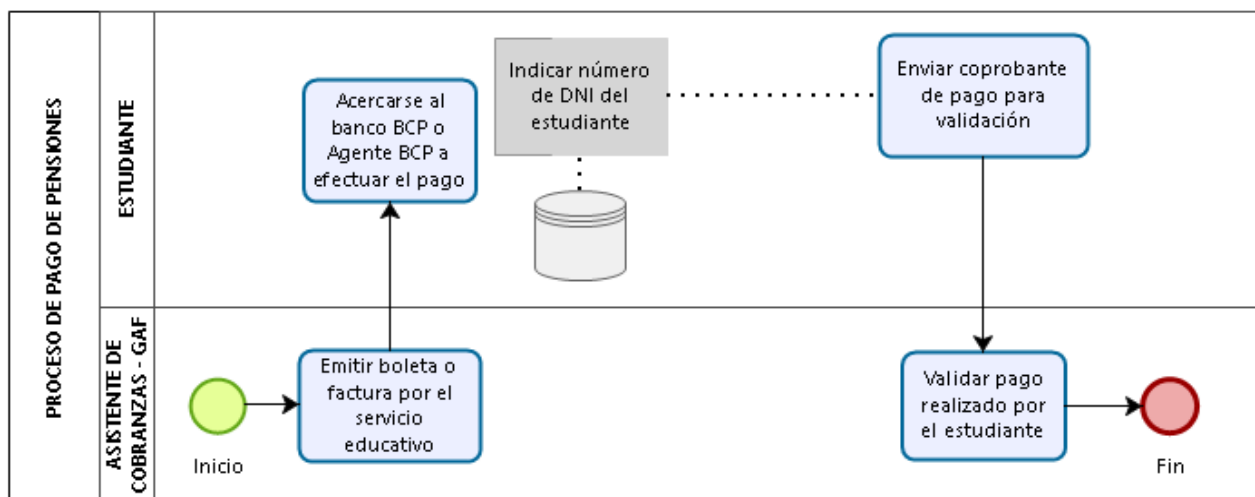 PROCESO DE PAGO DE PENSIONES
ESTUDIANTE
Acercarse al
banco BCP o
Agente BCP a
efectuar el pago
Indicar número
de DNI del
estudiante
Enviar coprobante
de pago para
validación
ASISTENTE DE
COBRANZAS - GAF
Inicio
Emitir boleta o
factura por el
servicio
educativo
Validar pago
realizado por
el estudiante
Fin